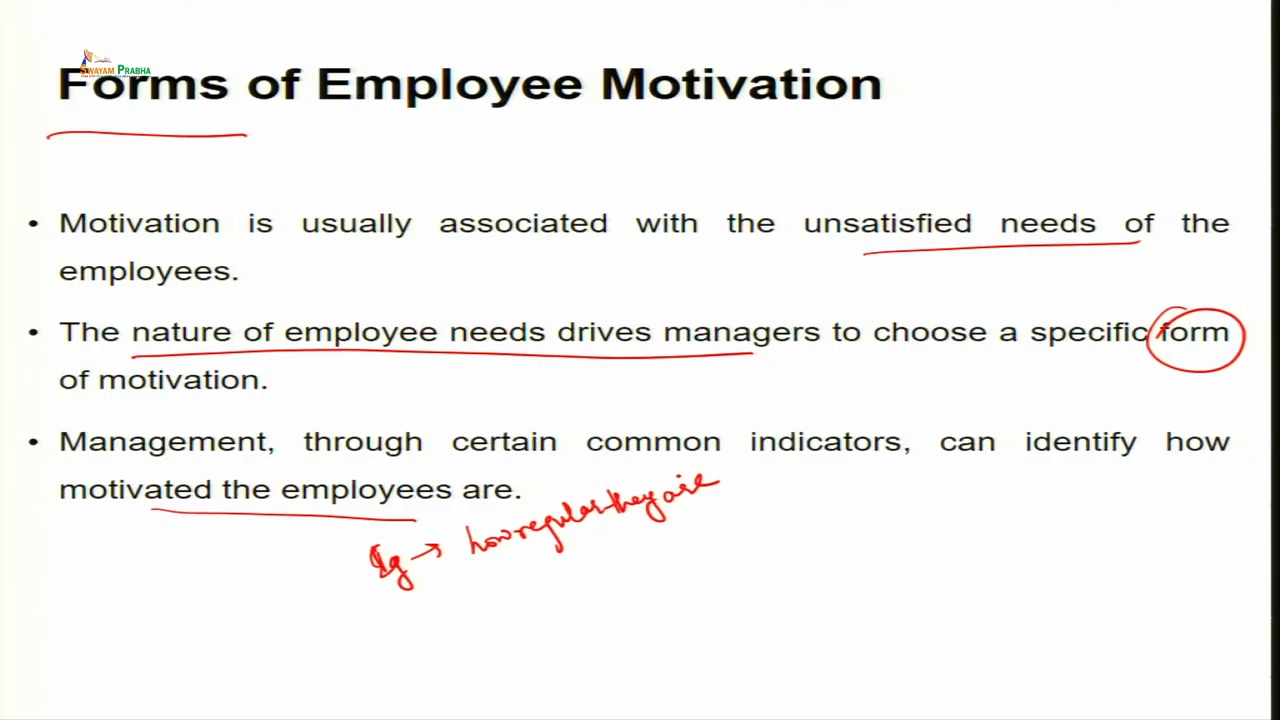 SWAYAM PRABHA
Forms of Employee Motivation
• Motivation is usually associated with the unsatisfied needs of the
employees.
• The nature of employee needs drives managers to choose a specific form
of motivation.
• Management, through certain common indicators, can identify how
motivated the employees are.
Eg → how regular they are